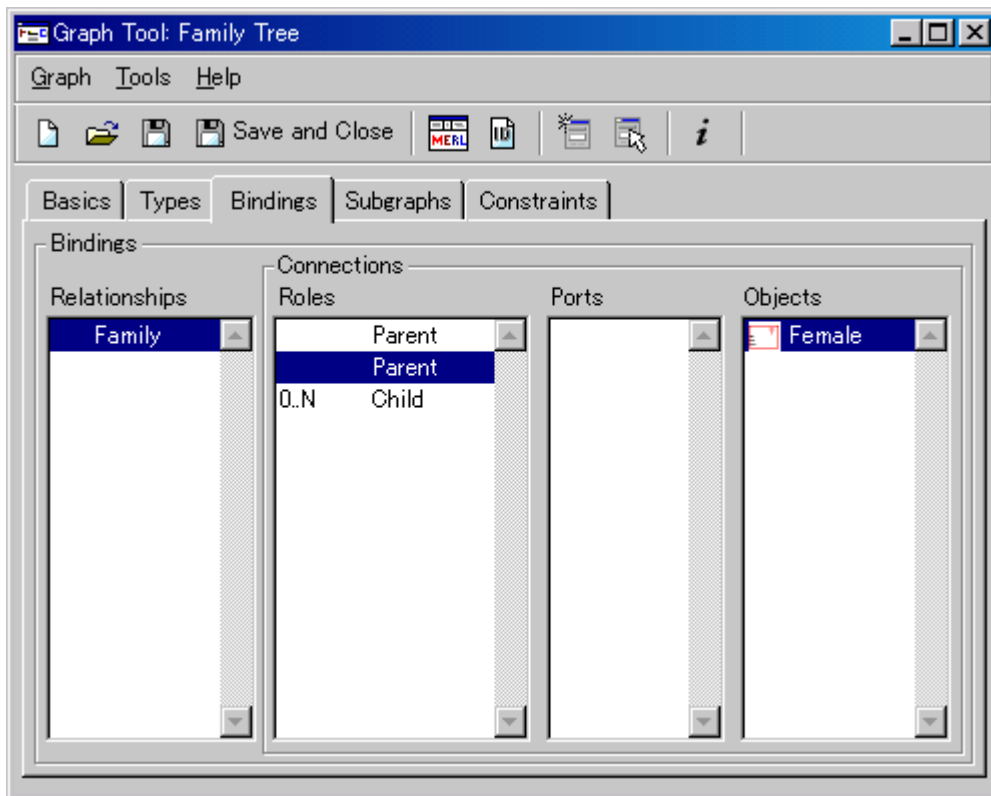 Graph Tool: Family Tree
Graph Tools Help
Save and Close MERL ID i
Basics Types Bindings Subgraphs Constraints
Bindings
Connections
Relationships Roles Ports Objects
Family Parent Female
Parent
0..N Child